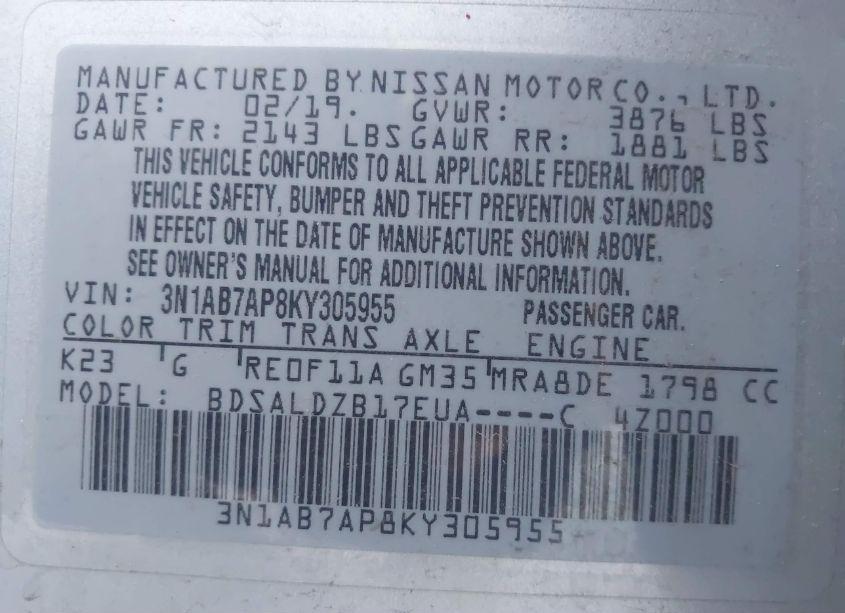 MANUFACTURED BY NISSAN MOTOR CO., LTD.
DATE: 02/19. GVWR: 3876 LBS
GAWR FR: 2143 LBS GAWR RR: 1881 LBS
THIS VEHICLE CONFORMS TO ALL APPLICABLE FEDERAL MOTOR
VEHICLE SAFETY, BUMPER AND THEFT PREVENTION STANDARDS
IN EFFECT ON THE DATE OF MANUFACTURE SHOWN ABOVE.
SEE OWNER'S MANUAL FOR ADDITIONAL INFORMATION.
VIN: 3N1AB7AP8KY305955 PASSENGER CAR.
COLOR TRIM TRANS AXLE ENGINE
K23 G RE0F11A GM35 MRA8DE 1798 CC
MODEL: BDSALDZB17EUA----C 4Z000
3N1AB7AP8KY305955